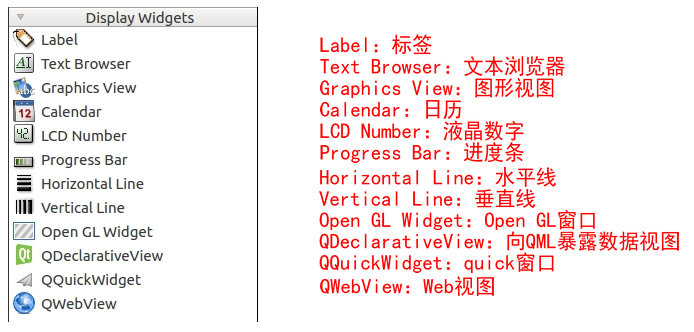 Display Widgets
Label
Text Browser
Graphics View
Calendar
LCD Number
Progress Bar
Horizontal Line
Vertical Line
Open GL Widget
QDeclarativeView
QQuickWidget
QWebView
Label：标签
Text Browser：文本浏览器
Graphics View：图形视图
Calendar：日历
LCD Number：液晶数字
Progress Bar：进度条
Horizontal Line：水平线
Vertical Line：垂直线
Open GL Widget：Open GL窗口
QDeclarativeView：向QML暴露数据视图
QQuickWidget：quick窗口
QWebView：Web视图